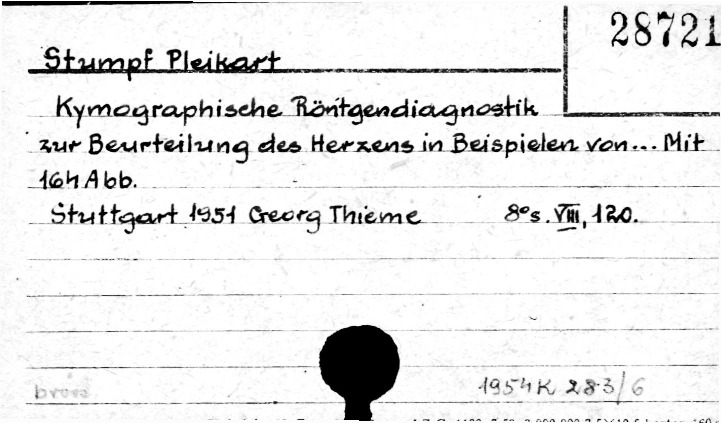 28721
Stumpf Pleikart
Kymographische Röntgendiagnostik
zur Beurteilung des Herzens in Beispielen von... Mit
164 Abb.
Stuttgart 1951 Georg Thieme 8° s. VIII, 120.
1954 K 283/6